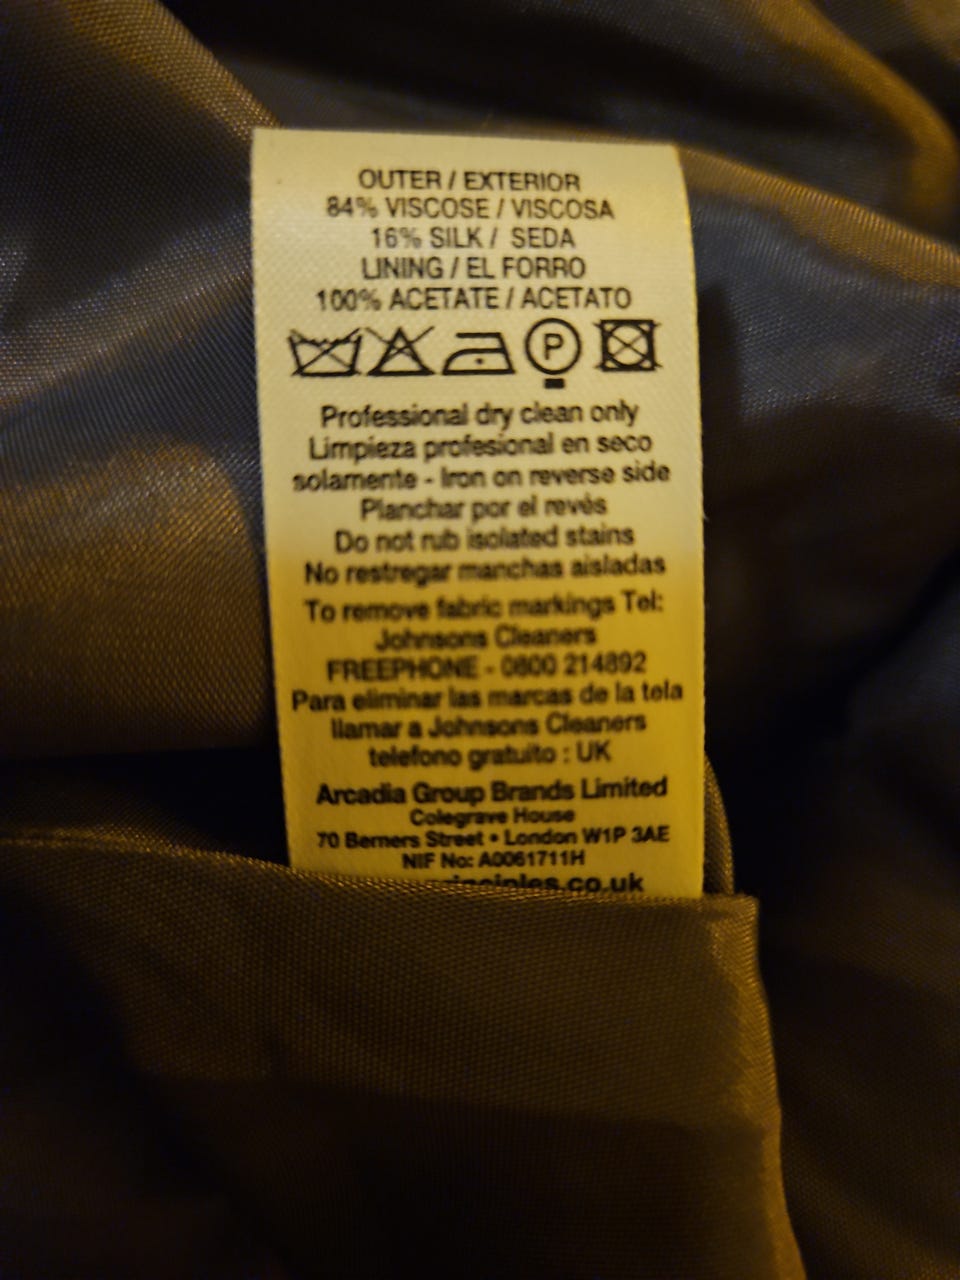 OUTER / EXTERIOR
84% VISCOSE / VISCOSA
16% SILK / SEDA
LINING / EL FORRO
100% ACETATE / ACETATO
P
Professional dry clean only
Limpieza profesional en seco
solamente - Iron on reverse side
Planchar por el revés
Do not rub isolated stains
No restregar manchas aisladas
To remove fabric markings Tel:
Johnsons Cleaners
FREEPHONE - 0800 214892
Para eliminar las marcas de la tela
llamar a Johnsons Cleaners
telefono gratuito : UK
Arcadia Group Brands Limited
Colegrave House
70 Berners Street • London W1P 3AE
NIF No: A0061711H
principles.co.uk